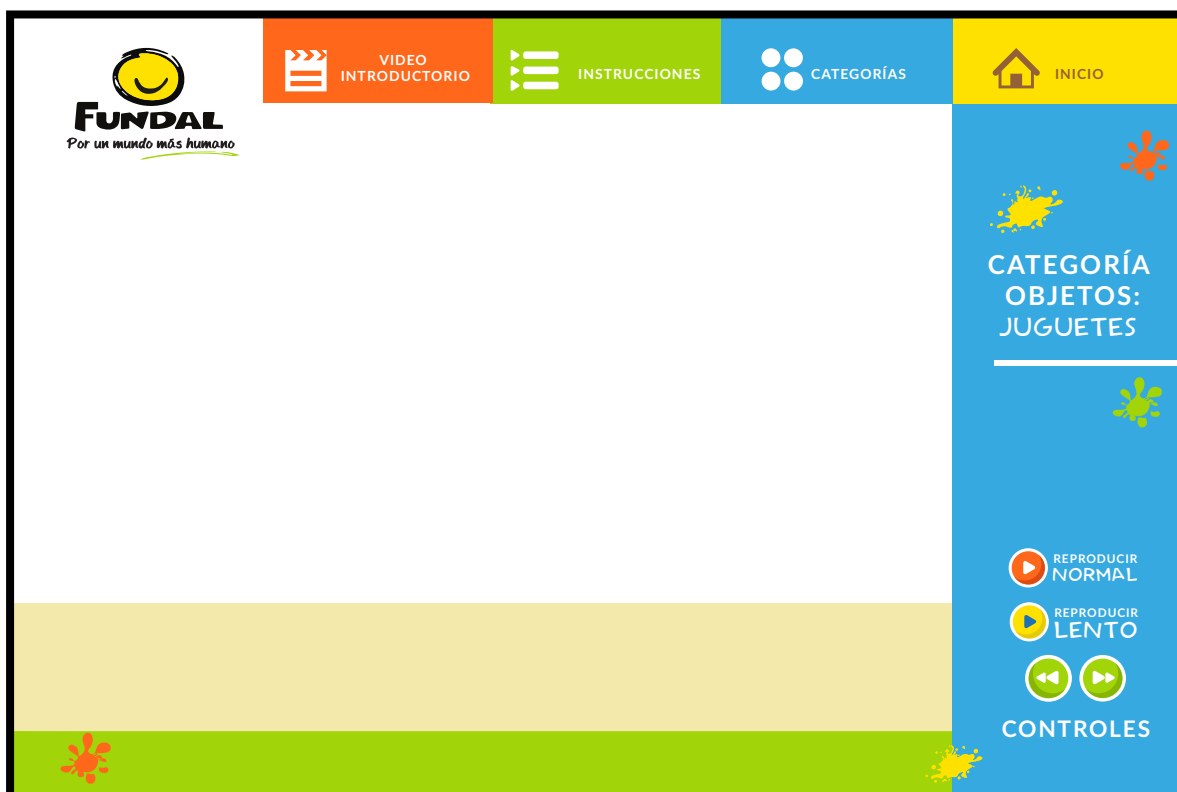 FUNDAL
Por un mundo más humano
VIDEO
INTRODUCTORIO
INSTRUCCIONES
CATEGORÍAS
INICIO
CATEGORÍA
OBJETOS:
JUGUETES
REPRODUCIR
NORMAL
REPRODUCIR
LENTO
CONTROLES